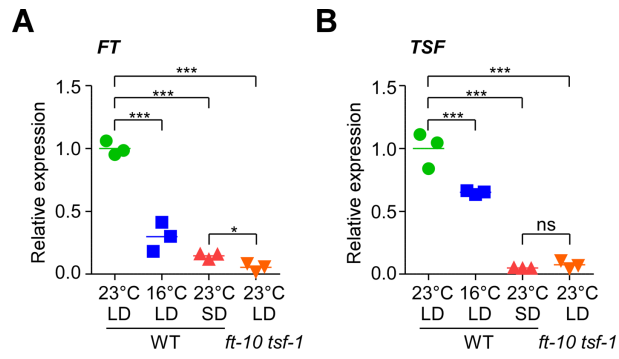 A
FT
***
***
***
*
Relative expression
1.5
1.0
0.5
0.0
23°C 16°C 23°C 23°C
LD LD SD LD
WT ft-10 tsf-1
B
TSF
***
***
***
ns
Relative expression
1.5
1.0
0.5
0.0
23°C 16°C 23°C 23°C
LD LD SD LD
WT ft-10 tsf-1